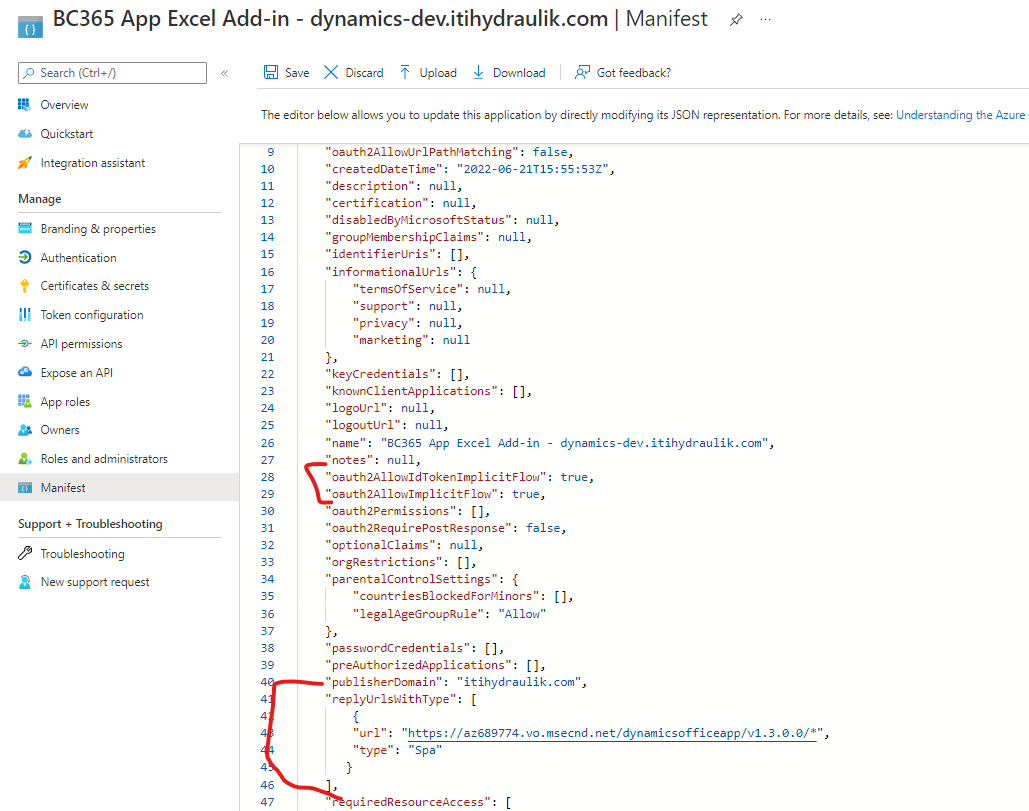 BC365 App Excel Add-in - dynamics-dev.itihydraulik.com | Manifest
Search (Ctrl+/)
Overview
Quickstart
Integration assistant
Manage
Branding & properties
Authentication
Certificates & secrets
Token configuration
API permissions
Expose an API
App roles
Owners
Roles and administrators
Manifest
Support + Troubleshooting
Troubleshooting
New support request
Save Discard Upload Download Got feedback?
The editor below allows you to update this application by directly modifying its JSON representation. For more details, see: Understanding the Azure
9 "oauth2AllowUrlPathMatching": false,
10 "createdDateTime": "2022-06-21T15:55:53Z",
11 "description": null,
12 "certification": null,
13 "disabledByMicrosoftStatus": null,
14 "groupMembershipClaims": null,
15 "identifierUris": [],
16 "informationalUrls": {
17 "termsOfService": null,
18 "support": null,
19 "privacy": null,
20 "marketing": null
21 },
22 "keyCredentials": [],
23 "knownClientApplications": [],
24 "logoUrl": null,
25 "logoutUrl": null,
26 "name": "BC365 App Excel Add-in - dynamics-dev.itihydraulik.com",
27 "notes": null,
28 "oauth2AllowIdTokenImplicitFlow": true,
29 "oauth2AllowImplicitFlow": true,
30 "oauth2Permissions": [],
31 "oauth2RequirePostResponse": false,
32 "optionalClaims": null,
33 "orgRestrictions": [],
34 "parentalControlSettings": {
35 "countriesBlockedForMinors": [],
36 "legalAgeGroupRule": "Allow"
37 },
38 "passwordCredentials": [],
39 "preAuthorizedApplications": [],
40 "publisherDomain": "itihydraulik.com",
41 "replyUrlsWithType": [
42 {
43 "url": "https://az689774.vo.msecnd.net/dynamicsofficeapp/v1.3.0.0/*",
44 "type": "Spa"
45 }
46 ],
47 "requiredResourceAccess": [